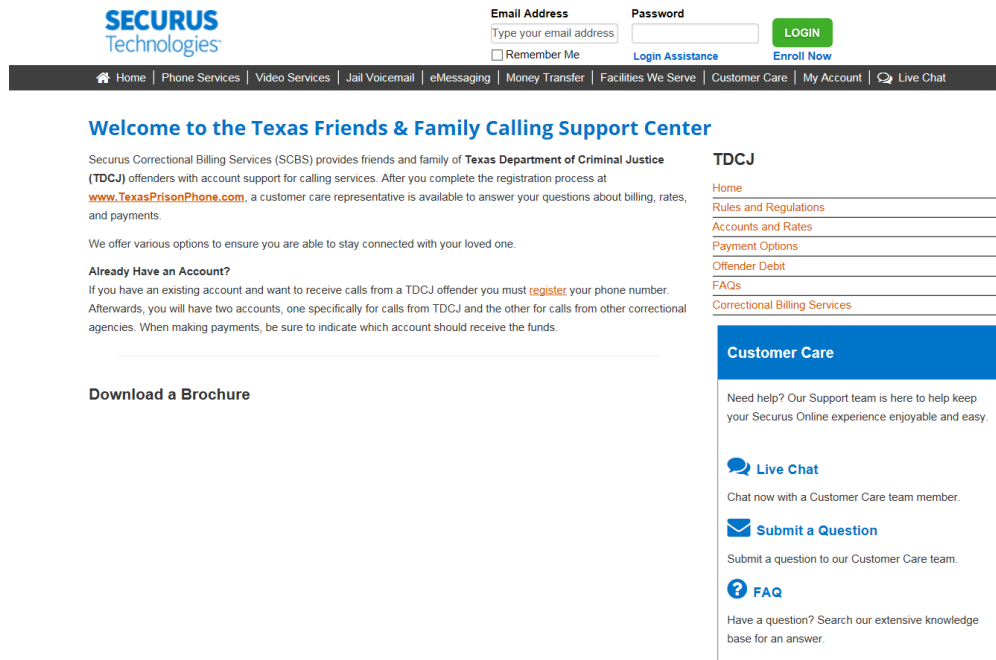 SECURUS
Technologies
Email Address
Password
Type your email address
LOGIN
Remember Me
Login Assistance
Enroll Now
Home | Phone Services | Video Services | Jail Voicemail | eMessaging | Money Transfer | Facilities We Serve | Customer Care | My Account | Live Chat
Welcome to the Texas Friends & Family Calling Support Center
Securus Correctional Billing Services (SCBS) provides friends and family of Texas Department of Criminal Justice
(TDCJ) offenders with account support for calling services. After you complete the registration process at
www.TexasPrisonPhone.com, a customer care representative is available to answer your questions about billing, rates,
and payments.
We offer various options to ensure you are able to stay connected with your loved one.
Already Have an Account?
If you have an existing account and want to receive calls from a TDCJ offender you must register your phone number.
Afterwards, you will have two accounts, one specifically for calls from TDCJ and the other for calls from other correctional
agencies. When making payments, be sure to indicate which account should receive the funds.
Download a Brochure
TDCJ
Home
Rules and Regulations
Accounts and Rates
Payment Options
Offender Debit
FAQs
Correctional Billing Services
Customer Care
Need help? Our Support team is here to help keep
your Securus Online experience enjoyable and easy.
Live Chat
Chat now with a Customer Care team member.
Submit a Question
Submit a question to our Customer Care team.
FAQ
Have a question? Search our extensive knowledge
base for an answer.